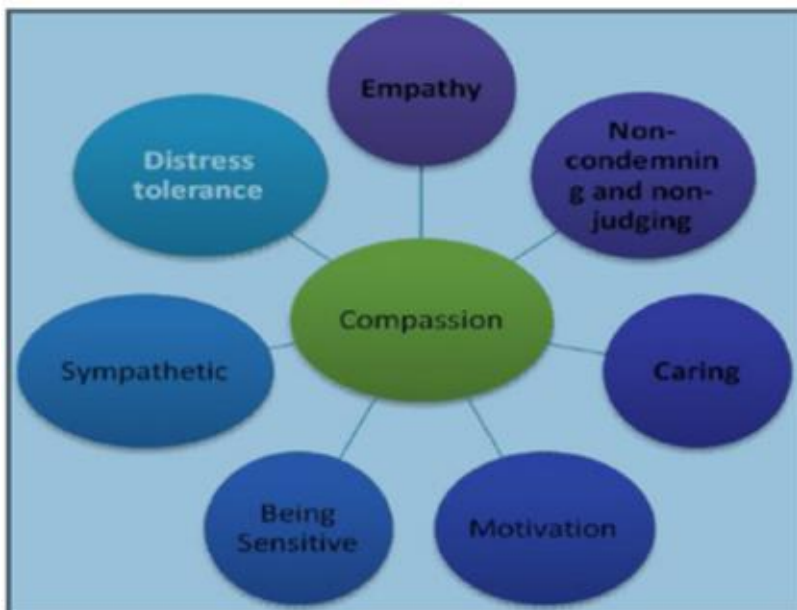 Empathy
Non-
condemnin
g and non-
judging
Distress
tolerance
Compassion
Sympathetic
Caring
Being
Sensitive
Motivation